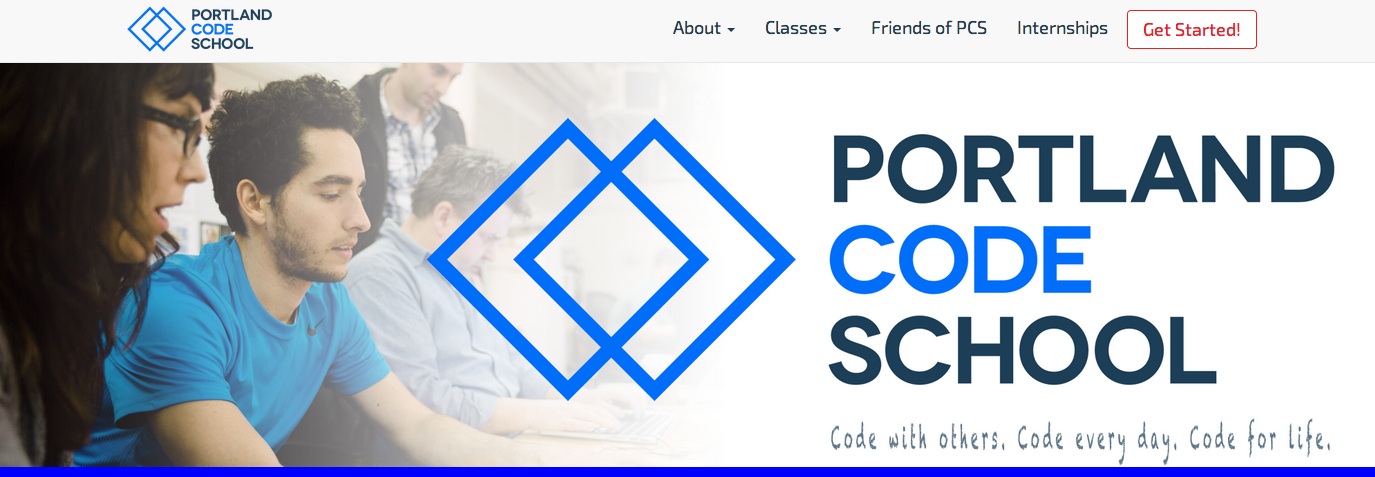 PORTLAND
CODE
SCHOOL
About
Classes
Friends of PCS
Internships
Get Started!
PORTLAND
CODE
SCHOOL
Code with others. Code every day. Code for life.